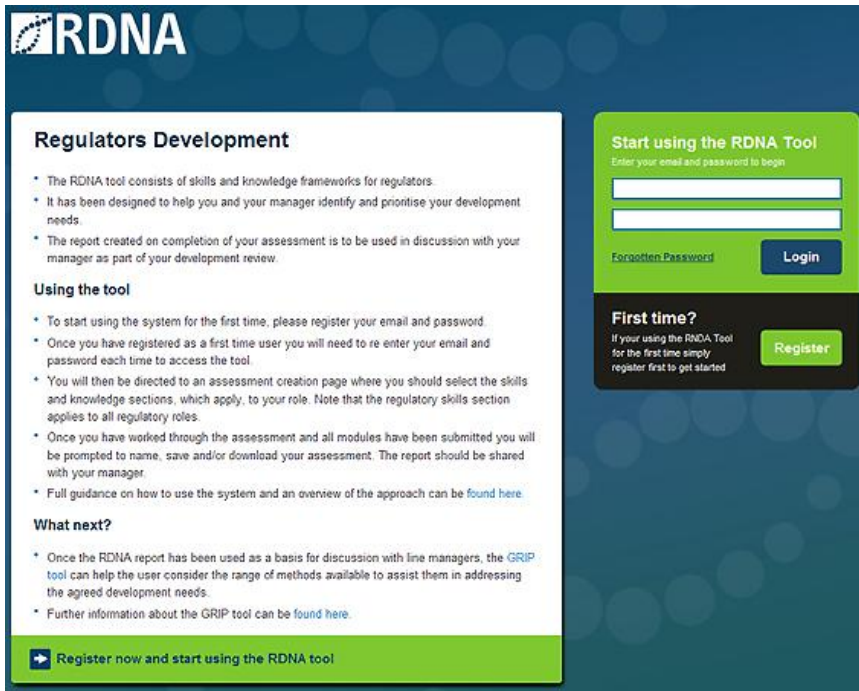 RDNA
Regulators Development
The RDNA tool consists of skills and knowledge frameworks for regulators.
It has been designed to help you and your manager identify and prioritise your development
needs.
The report created on completion of your assessment is to be used in discussion with your
manager as part of your development review.
Using the tool
To start using the system for the first time, please register your email and password.
Once you have registered as a first time user you will need to re enter your email and
password each time to access the tool.
You will then be directed to an assessment creation page where you should select the skills
and knowledge sections, which apply, to your role. Note that the regulatory skills section
applies to all regulatory roles.
Once you have worked through the assessment and all modules have been submitted you will
be prompted to name, save and/or download your assessment. The report should be shared
with your manager.
Full guidance on how to use the system and an overview of the approach can be found here.
What next?
Once the RDNA report has been used as a basis for discussion with line managers, the GRIP
tool can help the user consider the range of methods available to assist them in addressing
the agreed development needs.
Further information about the GRIP tool can be found here.
Register now and start using the RDNA tool
Start using the RDNA Tool
Enter your email and password to begin
Forgotten Password
Login
First time?
If your using the RNDA Tool
for the first time simply
register first to get started
Register